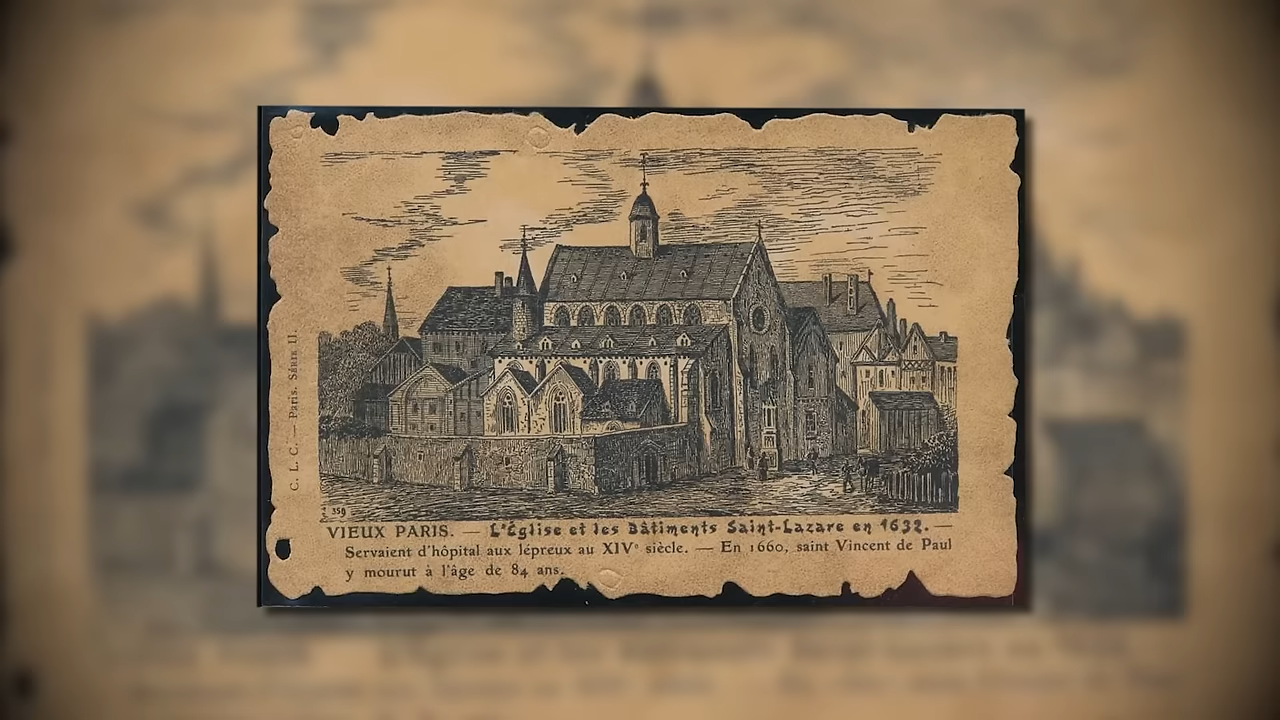 C. L. C. — Paris. Série II.
359
VIEUX PARIS. — L'Église et les Bâtiments Saint-Lazare en 1632. —
Servaient d'hôpital aux lépreux au XIVe siècle. — En 1660, saint Vincent de Paul
y mourut à l'âge de 84 ans.